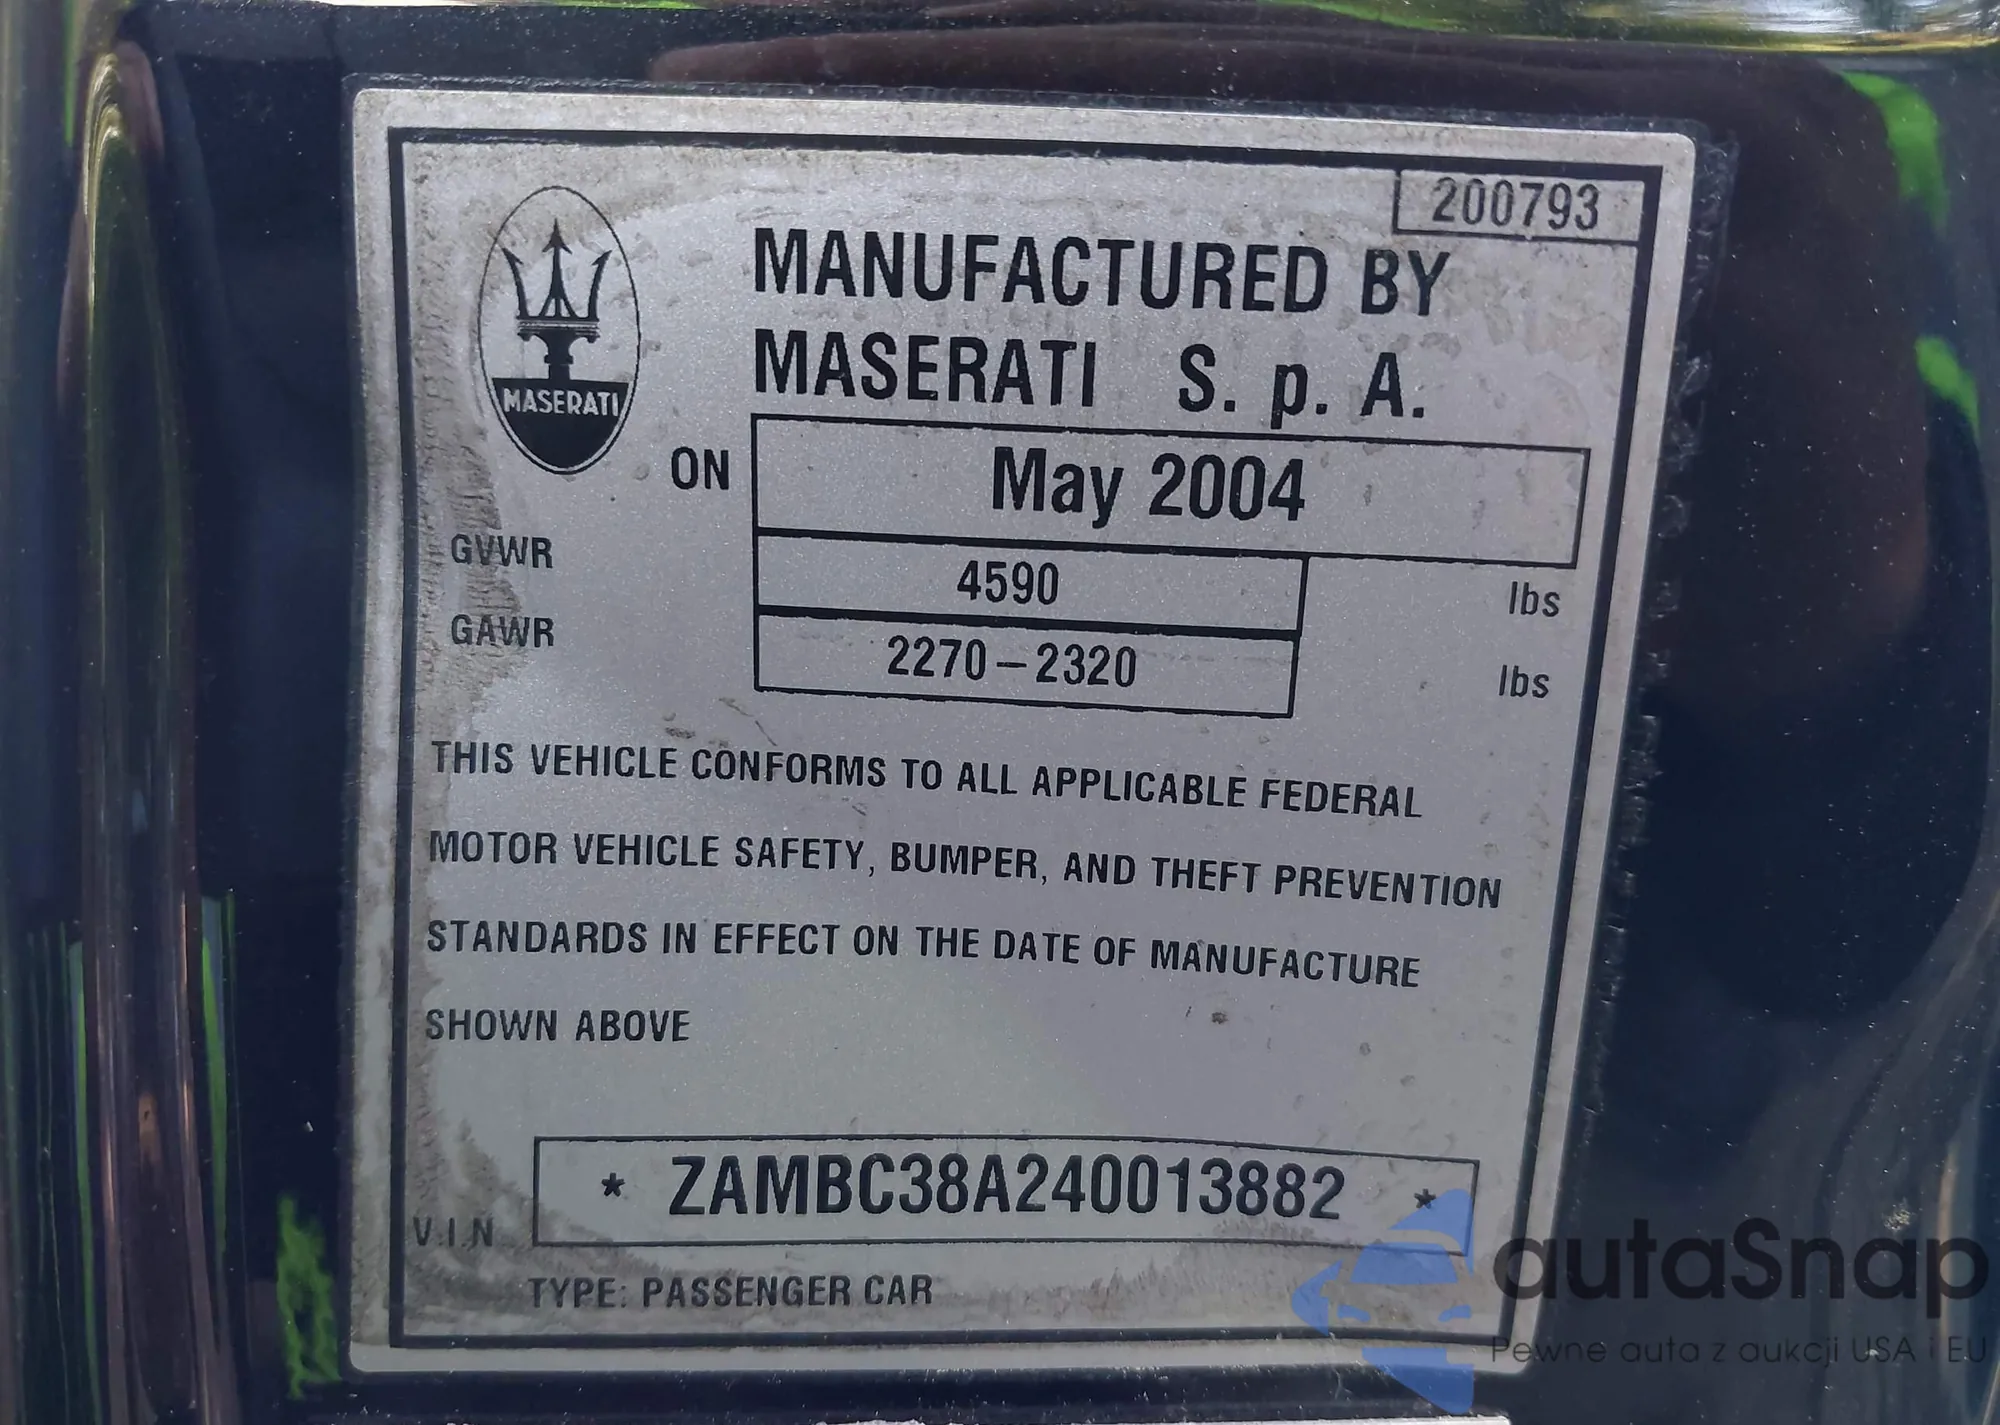 200793
MANUFACTURED BY
MASERATI S. p. A.
MASERATI
ON May 2004
GVWR 4590 lbs
GAWR 2270-2320 lbs
THIS VEHICLE CONFORMS TO ALL APPLICABLE FEDERAL
MOTOR VEHICLE SAFETY, BUMPER, AND THEFT PREVENTION
STANDARDS IN EFFECT ON THE DATE OF MANUFACTURE
SHOWN ABOVE
V.I.N * ZAMBC38A240013882 *
TYPE: PASSENGER CAR
autaSnap
Pewne auta z aukcji USA i EU